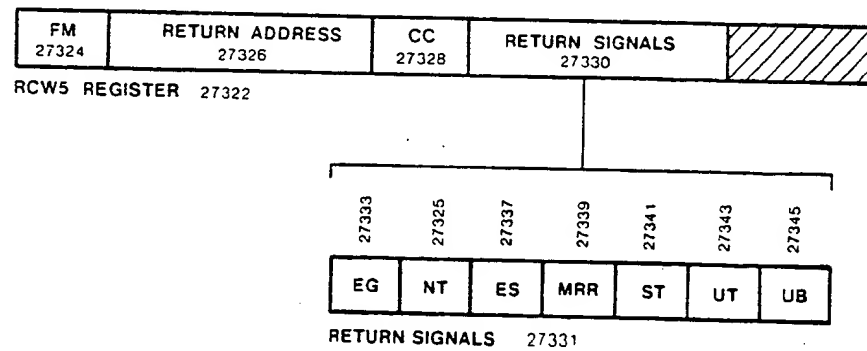 FM RETURN ADDRESS CC RETURN SIGNALS
27324 27326 27328 27330
RCW5 REGISTER 27322
27333 27325 27337 27339 27341 27343 27345
EG NT ES MRR ST UT UB
RETURN SIGNALS 27331